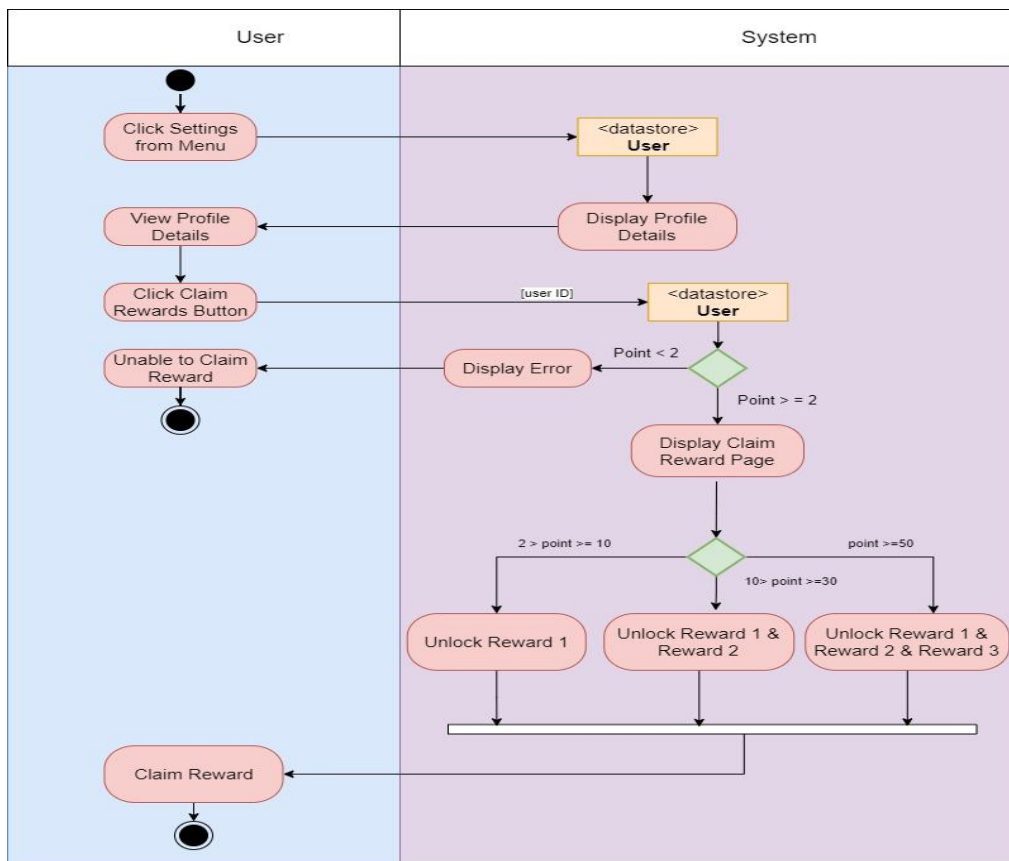 User
System
Click Settings
from Menu
<datastore>
User
View Profile
Details
Display Profile
Details
Click Claim
Rewards Button
[user ID]
<datastore>
User
Unable to Claim
Reward
Display Error
Point < 2
Point > = 2
Display Claim
Reward Page
2 > point >= 10
point >=50
10> point >=30
Unlock Reward 1
Unlock Reward 1 &
Reward 2
Unlock Reward 1 &
Reward 2 & Reward 3
Claim Reward